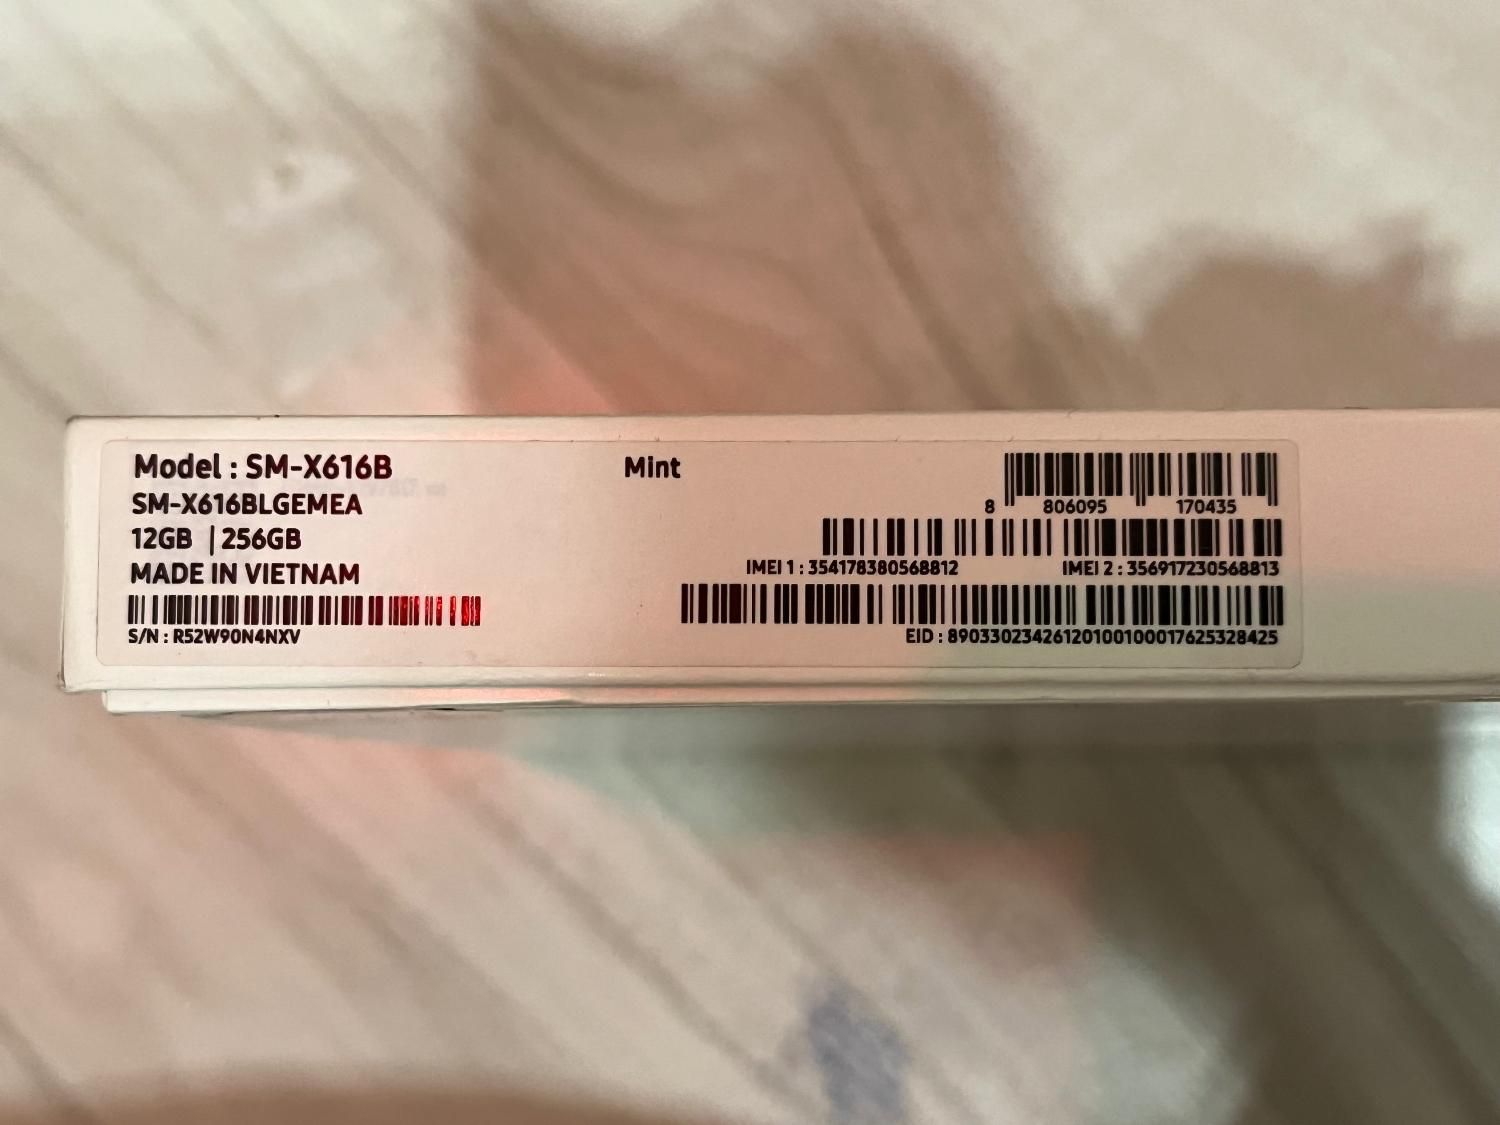 Model : SM-X616B
Mint
SM-X616BLGEMEA
12GB | 256GB
MADE IN VIETNAM
S/N : R52W90N4NXV
8 806095 170435
IMEI 1 : 354178380568812
IMEI 2 : 356917230568813
EID : 89033023426120100100017625328425